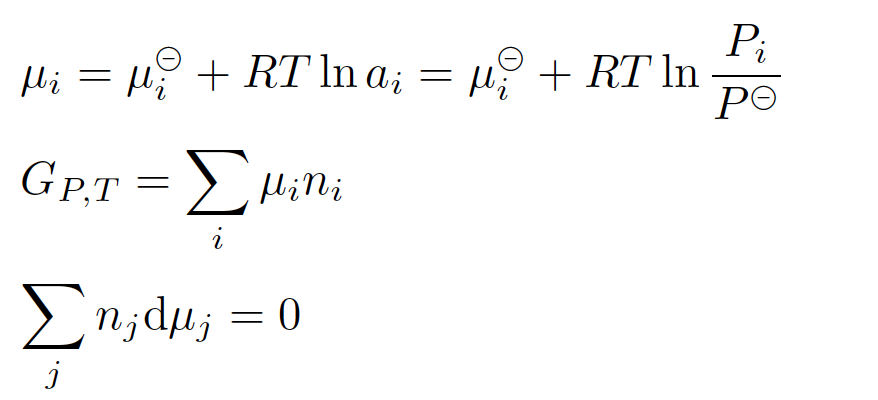 μ_i = μ_i^⊖ + RT ln a_i = μ_i^⊖ + RT ln P_i / P^⊖
G_{P,T} = ∑_i μ_i n_i
∑_j n_j dμ_j = 0